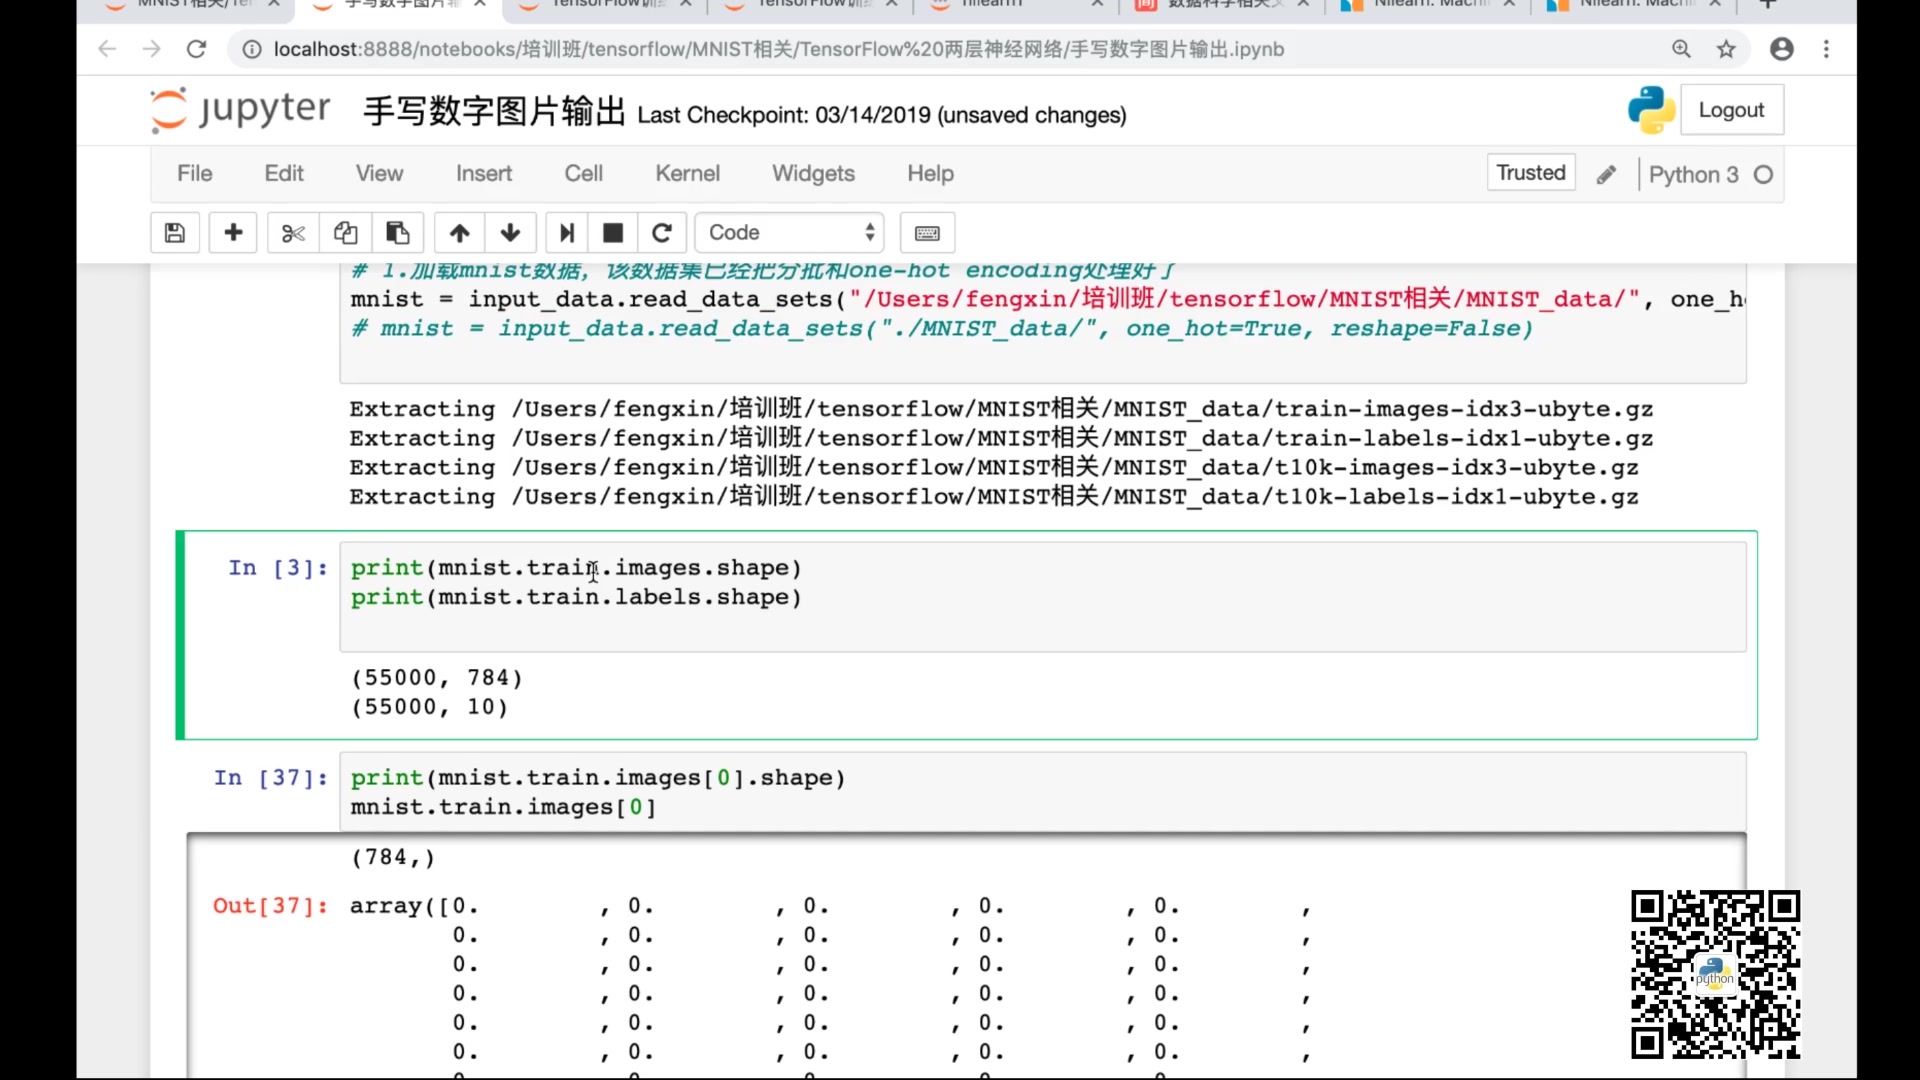 MNIST相关/Ten
手写数字图片输
TensorFlow训
TensorFlow训
nilearn
数据科学相关文
Nilearn: Machi
Nilearn: Machi
localhost:8888/notebooks/培训班/tensorflow/MNIST相关/TensorFlow%20两层神经网络/手写数字图片输出.ipynb
jupyter 手写数字图片输出 Last Checkpoint: 03/14/2019 (unsaved changes)
Logout
File Edit View Insert Cell Kernel Widgets Help
Trusted Python 3
Code
# 1.加载mnist数据，该数据集已经把分批和one-hot encoding处理好了
mnist = input_data.read_data_sets("/Users/fengxin/培训班/tensorflow/MNIST相关/MNIST_data/", one_h
# mnist = input_data.read_data_sets("./MNIST_data/", one_hot=True, reshape=False)
Extracting /Users/fengxin/培训班/tensorflow/MNIST相关/MNIST_data/train-images-idx3-ubyte.gz
Extracting /Users/fengxin/培训班/tensorflow/MNIST相关/MNIST_data/train-labels-idx1-ubyte.gz
Extracting /Users/fengxin/培训班/tensorflow/MNIST相关/MNIST_data/t10k-images-idx3-ubyte.gz
Extracting /Users/fengxin/培训班/tensorflow/MNIST相关/MNIST_data/t10k-labels-idx1-ubyte.gz
In [3]: print(mnist.train.images.shape)
print(mnist.train.labels.shape)
(55000, 784)
(55000, 10)
In [37]: print(mnist.train.images[0].shape)
mnist.train.images[0]
(784,)
Out[37]: array([0. , 0. , 0. , 0. , 0. ,
0. , 0. , 0. , 0. , 0. ,
0. , 0. , 0. , 0. , 0. ,
0. , 0. , 0. , 0. , 0. ,
0. , 0. , 0. , 0. , 0. ,
0. , 0. , 0. , 0. , 0. ,
python